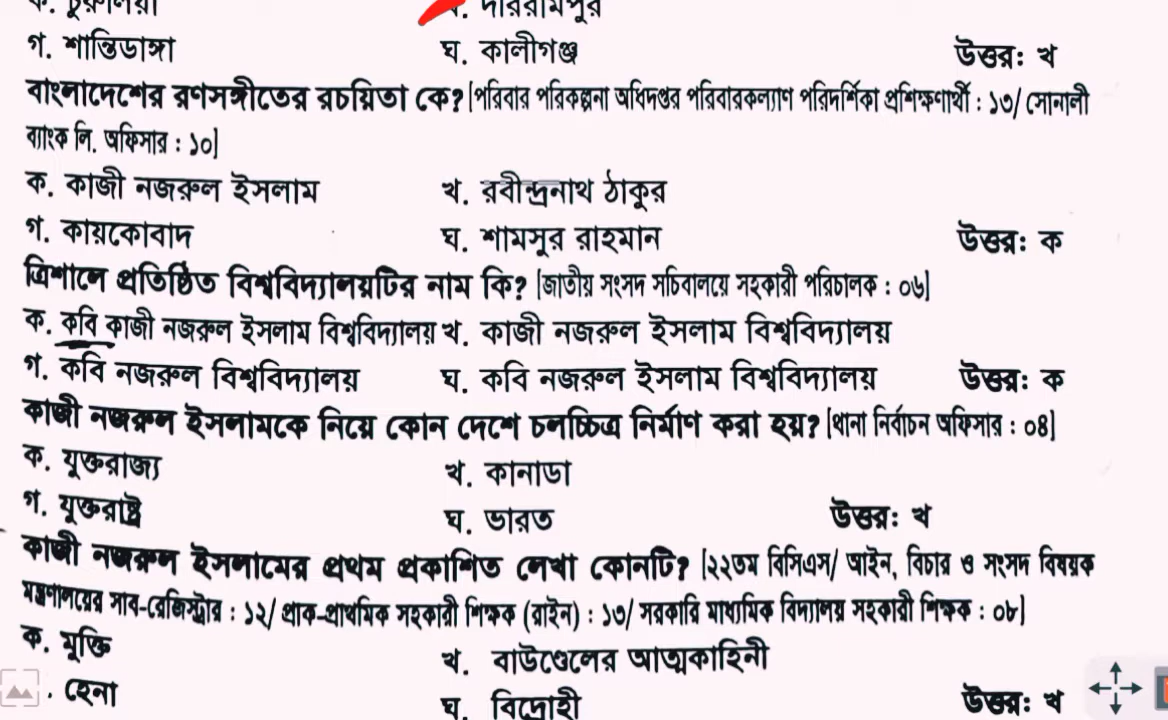 ক. চুরুলিয়া খ. দরিরামপুর
গ. শান্তিডাঙ্গা ঘ. কালীগঞ্জ উত্তর: খ
বাংলাদেশের রণসঙ্গীতের রচয়িতা কে? [পরিবার পরিকল্পনা অধিদপ্তর পরিবারকল্যাণ পরিদর্শিকা প্রশিক্ষণার্থী : ১৩/ সোনালী
ব্যাংক লি. অফিসার : ১০]
ক. কাজী নজরুল ইসলাম খ. রবীন্দ্রনাথ ঠাকুর
গ. কায়কোবাদ ঘ. শামসুর রাহমান উত্তর: ক
ত্রিশালে প্রতিষ্ঠিত বিশ্ববিদ্যালয়টির নাম কি? [জাতীয় সংসদ সচিবালয়ে সহকারী পরিচালক : ০৬]
ক. কবি কাজী নজরুল ইসলাম বিশ্ববিদ্যালয় খ. কাজী নজরুল ইসলাম বিশ্ববিদ্যালয়
গ. কবি নজরুল বিশ্ববিদ্যালয় ঘ. কবি নজরুল ইসলাম বিশ্ববিদ্যালয় উত্তর: ক
কাজী নজরুল ইসলামকে নিয়ে কোন দেশে চলচ্চিত্র নির্মাণ করা হয়? [থানা নির্বাচন অফিসার : ০৪]
ক. যুক্তরাজ্য খ. কানাডা
গ. যুক্তরাষ্ট্র ঘ. ভারত উত্তর: খ
কাজী নজরুল ইসলামের প্রথম প্রকাশিত লেখা কোনটি? [২২তম বিসিএস/ আইন, বিচার ও সংসদ বিষয়ক
মন্ত্রণালয়ের সাব-রেজিস্ট্রার : ১২/ প্রাক-প্রাথমিক সহকারী শিক্ষক (রাইন) : ১৩/ সরকারি মাধ্যমিক বিদ্যালয় সহকারী শিক্ষক : ০৮]
ক. মুক্তি খ. বাউণ্ডেলের আত্মকাহিনী
. হেনা ঘ. বিদ্রোহী উত্তর: খ